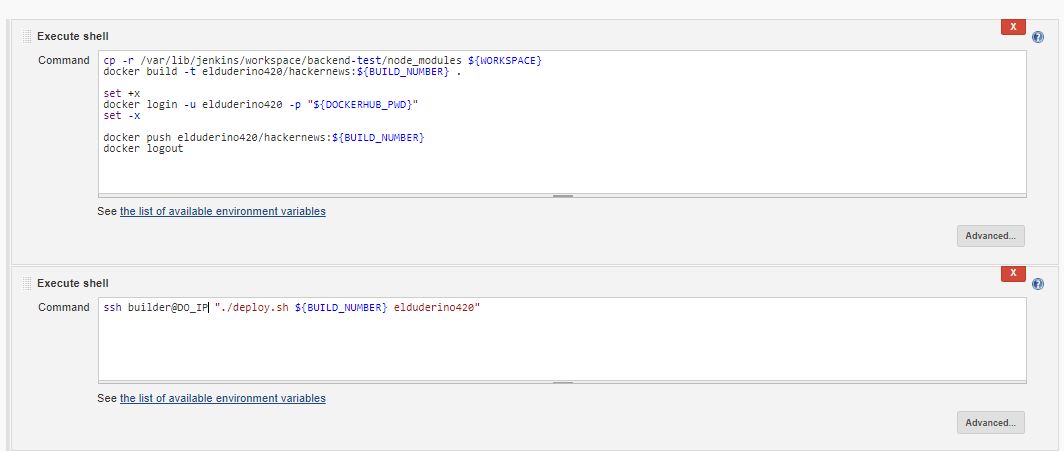 X
Execute shell
Command
cp -r /var/lib/jenkins/workspace/backend-test/node_modules ${WORKSPACE}
docker build -t elduderino420/hackernews:${BUILD_NUMBER} .
set +x
docker login -u elduderino420 -p "${DOCKERHUB_PWD}"
set -x
docker push elduderino420/hackernews:${BUILD_NUMBER}
docker logout
See the list of available environment variables
Advanced...
X
Execute shell
Command
ssh builder@DO_IP "./deploy.sh ${BUILD_NUMBER} elduderino420"
See the list of available environment variables
Advanced...